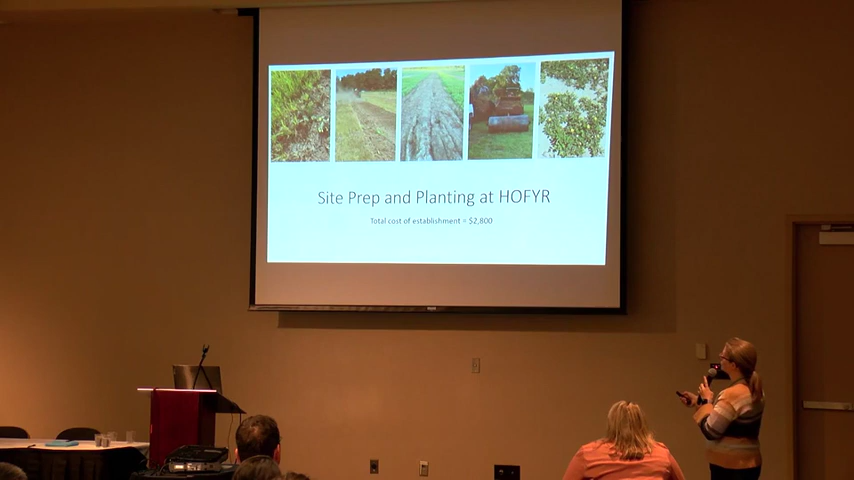 Site Prep and Planting at HOFYR
Total cost of establishment = $2,800